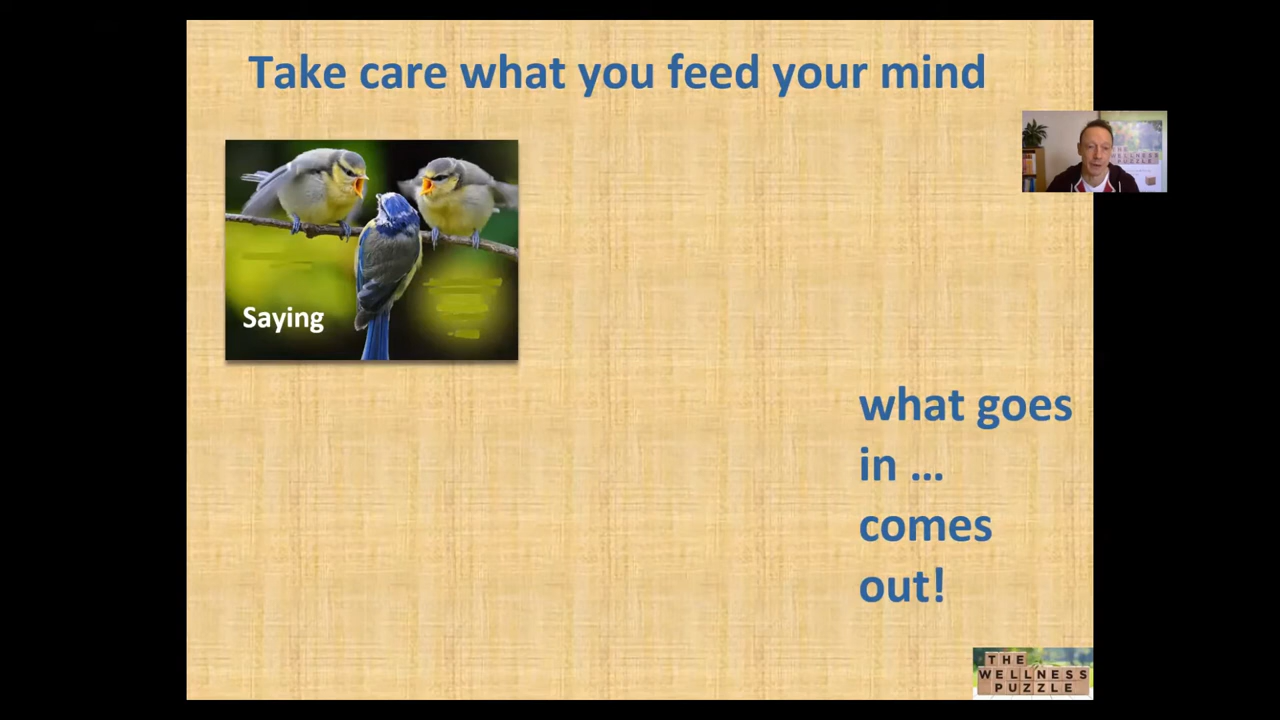 Take care what you feed your mind
Saying
what goes
in ...
comes
out!
THE
WELLNESS
PUZZLE